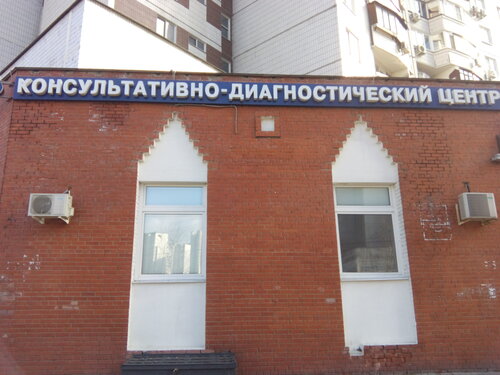 КОНСУЛЬТАТИВНО-ДИАГНОСТИЧЕСКИЙ ЦЕНТР